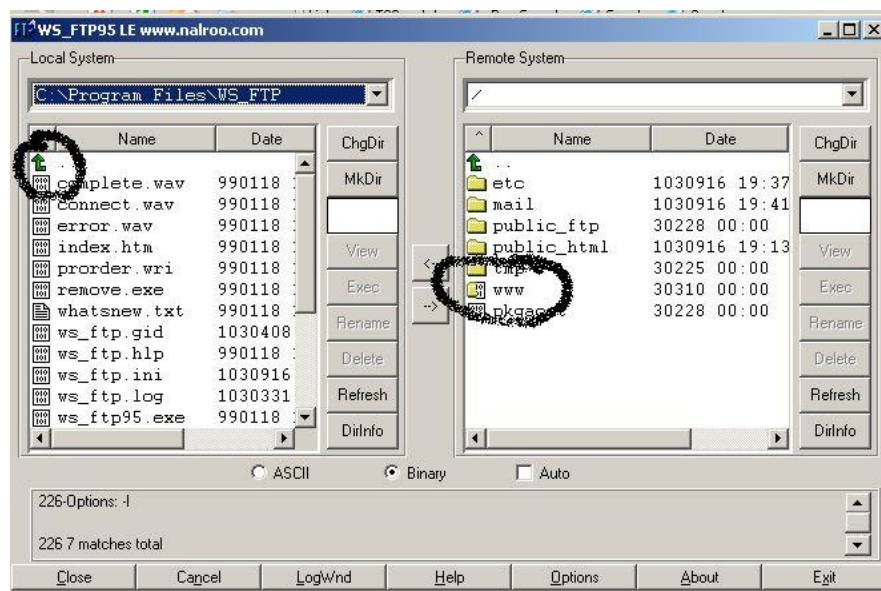 WS_FTP95 LE www.nalroo.com
Local System
C:\Program Files\WS_FTP
Name Date
..
complete.wav 990118
connect.wav 990118
error.wav 990118
index.htm 990118
prorder.wri 990118
remove.exe 990118
whatsnew.txt 990118
ws_ftp.gid 1030408
ws_ftp.hlp 990118
ws_ftp.ini 1030916
ws_ftp.log 1030331
ws_ftp95.exe 990118
ChgDir
MkDir
View
Exec
Rename
Delete
Refresh
DirInfo
<-
-->
Remote System
/
^ Name Date
..
etc 1030916 19:37
mail 1030916 19:41
public_ftp 30228 00:00
public_html 1030916 19:13
tmp 30225 00:00
www 30310 00:00
30228 00:00
ChgDir
MkDir
View
Exec
Rename
Delete
Refresh
DirInfo
ASCII Binary Auto
226-Options: -l
226 7 matches total
Close Cancel LogWnd Help Options About Exit